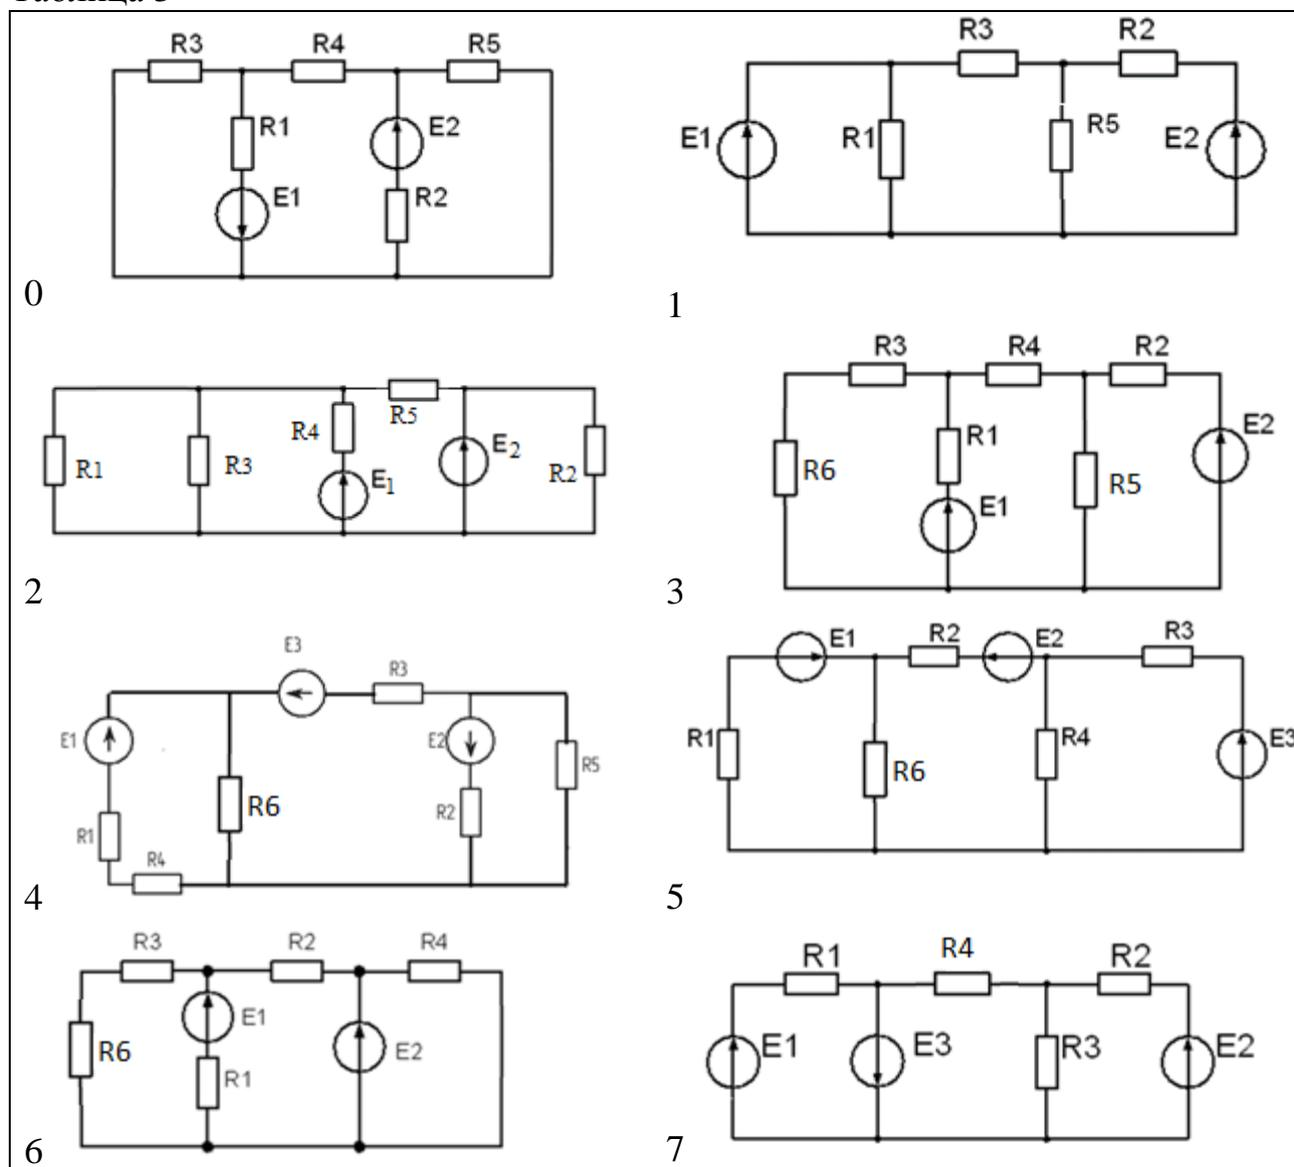 Таблица 3
R3 R4 R5
R1 E2
E1 R2
0
R3 R2
E1 R1 R5 E2
1
R5
R4
R1 R3 E1 E2 R2
2
R3 R4 R2
R1 E2
R6 R5
E1
3
E3
R3
E1 E2 R5
R6 R2
R1
R4
4
E1 R2 E2 R3
R1 R6 R4 E3
5
R3 R2 R4
E1
R6 E2
R1
6
R1 R4 R2
E1 E3 R3 E2
7